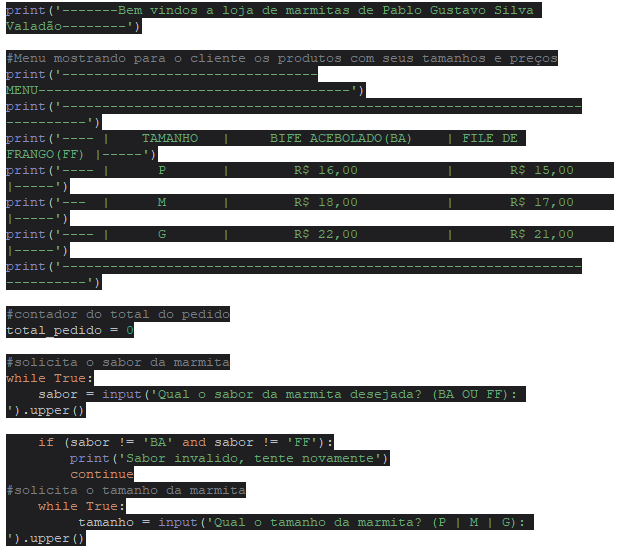 print('-------Bem vindos a loja de marmitas de Pablo Gustavo Silva
Valadão--------')
#Menu mostrando para o cliente os produtos com seus tamanhos e preços
print('--------------------------------
MENU---------------------------------------')
print('-----------------------------------------------------------------
----------')
print('---- |    TAMANHO   |     BIFE ACEBOLADO(BA)    | FILE DE
FRANGO(FF) |-----')
print('---- |      P       |        R$ 16,00           |       R$ 15,00
|-----')
print('---  |      M       |        R$ 18,00           |       R$ 17,00
|-----')
print('---- |      G       |        R$ 22,00           |       R$ 21,00
|-----')
print('-----------------------------------------------------------------
----------')
#contador do total do pedido
total_pedido = 0
#solicita o sabor da marmita
while True:
    sabor = input('Qual o sabor da marmita desejada? (BA OU FF):
').upper()
    if (sabor != 'BA' and sabor != 'FF'):
        print('Sabor invalido, tente novamente')
        continue
#solicita o tamanho da marmita
    while True:
         tamanho = input('Qual o tamanho da marmita? (P | M | G):
').upper()